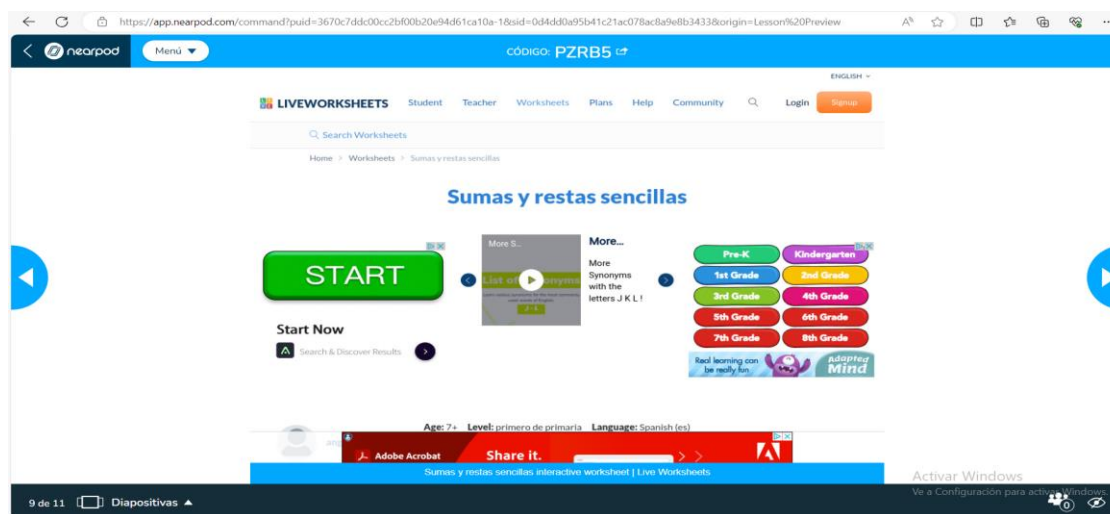 https://app.nearpod.com/command?puid=3670c7ddc00cc2bf00b20e94d61ca10a-1&sid=0d4dd0a95b41c21ac078ac8a9e8b3433&origin=Lesson%20Preview
nearpod
Menú
CÓDIGO: PZRB5
ENGLISH
LIVEWORKSHEETS Student Teacher Worksheets Plans Help Community Login Signup
Search Worksheets
Home > Worksheets > Sumas y restas sencillas
Sumas y restas sencillas
START
Start Now
Search & Discover Results
More S...
List of
J - K
More...
More
Synonyms
with the
letters J K L !
Pre-K Kindergarten
1st Grade 2nd Grade
3rd Grade 4th Grade
5th Grade 6th Grade
7th Grade 8th Grade
Real learning can
be really fun
Adapted
Mind
Age: 7+ Level: primero de primaria Language: Spanish (es)
Adobe Acrobat
Share it.
Sumas y restas sencillas interactive worksheet | Live Worksheets
Activar Windows
Ve a Configuración para activar Windows.
9 de 11 Diapositivas
0